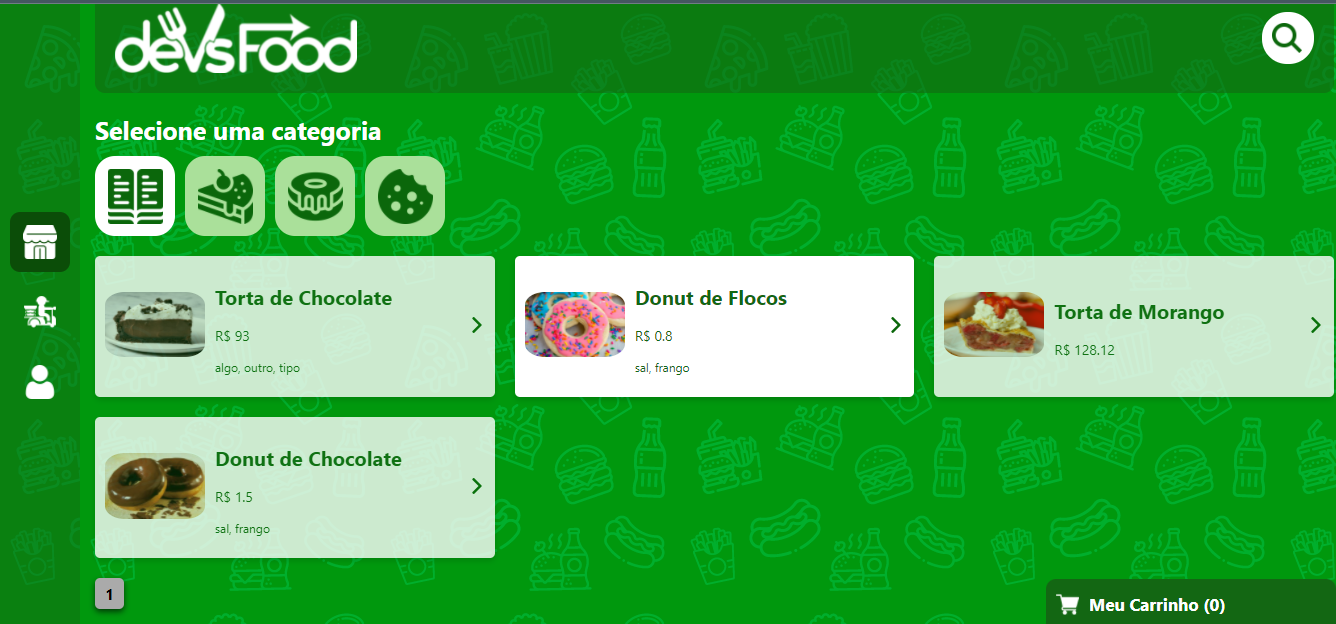 devsFood
Selecione uma categoria
Torta de Chocolate
R$ 93
algo, outro, tipo
Donut de Flocos
R$ 0.8
sal, frango
Torta de Morango
R$ 128.12
Donut de Chocolate
R$ 1.5
sal, frango
1
Meu Carrinho (0)